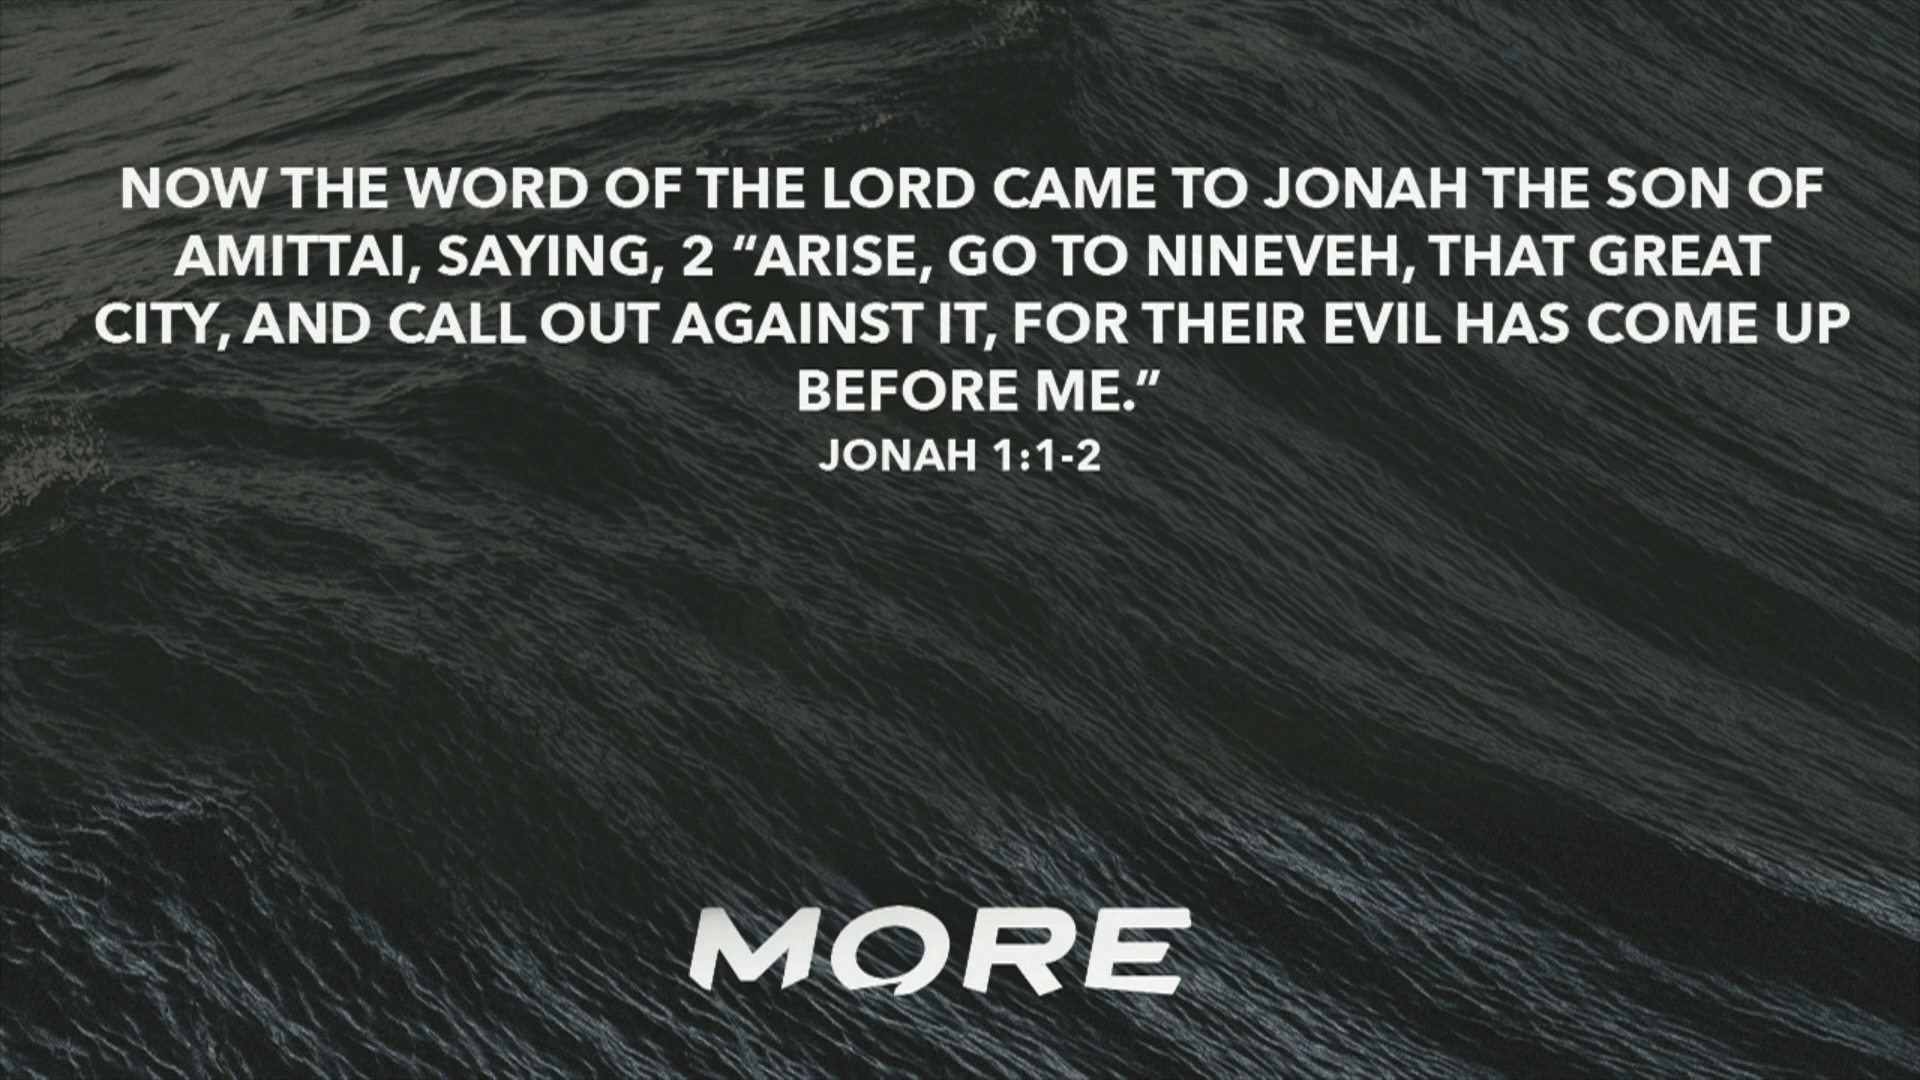 NOW THE WORD OF THE LORD CAME TO JONAH THE SON OF
AMITTAI, SAYING, 2 “ARISE, GO TO NINEVEH, THAT GREAT
CITY, AND CALL OUT AGAINST IT, FOR THEIR EVIL HAS COME UP
BEFORE ME.”
JONAH 1:1-2
MORE